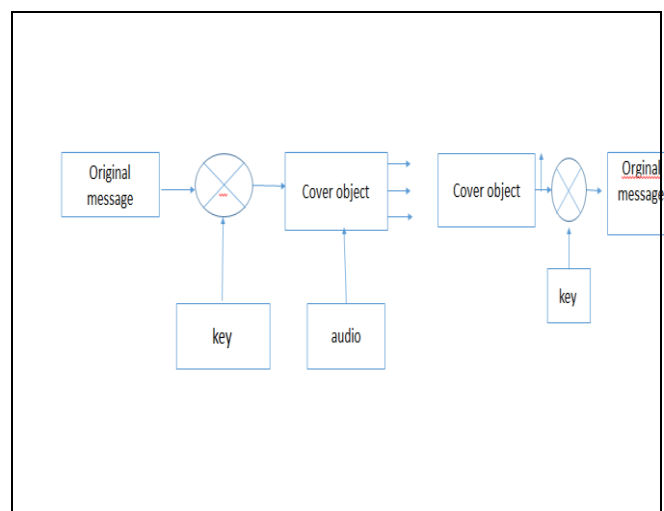 Original
message
Cover object
Cover object
Orginal
message
key
audio
key